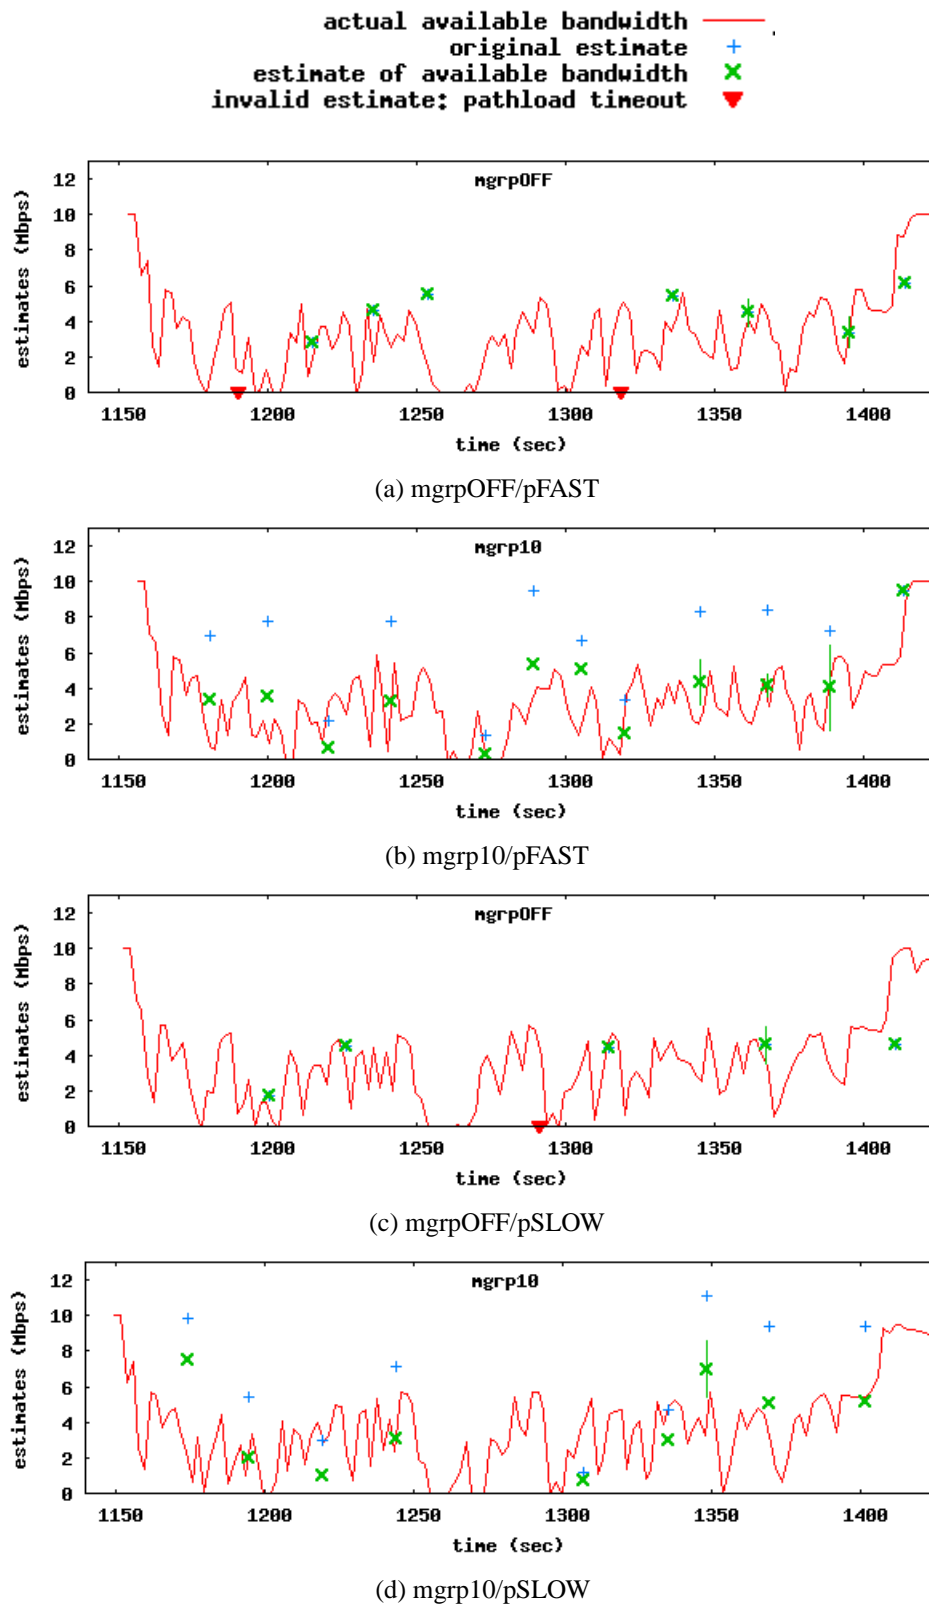 actual available bandwidth
original estimate
estimate of available bandwidth
invalid estimate: pathload timeout
mgrpOFF
12
10
8
6
4
2
0
estimates (Mbps)
1150 1200 1250 1300 1350 1400
time (sec)
(a) mgrpOFF/pFAST
mgrp10
12
10
8
6
4
2
0
estimates (Mbps)
1150 1200 1250 1300 1350 1400
time (sec)
(b) mgrp10/pFAST
mgrpOFF
12
10
8
6
4
2
0
estimates (Mbps)
1150 1200 1250 1300 1350 1400
time (sec)
(c) mgrpOFF/pSLOW
mgrp10
12
10
8
6
4
2
0
estimates (Mbps)
1150 1200 1250 1300 1350 1400
time (sec)
(d) mgrp10/pSLOW